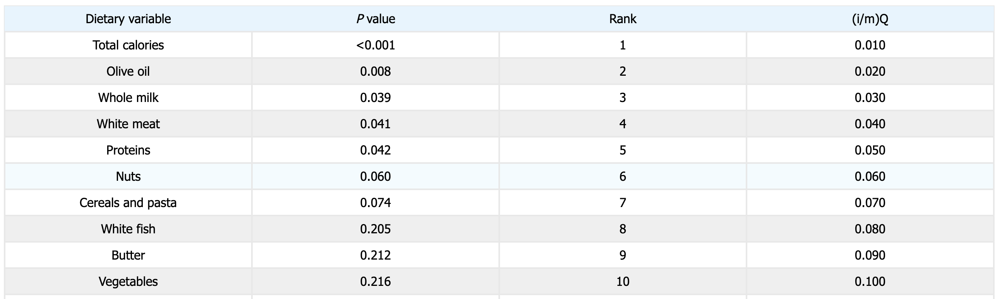 Dietary variable P value Rank (i/m)Q
Total calories <0.001 1 0.010
Olive oil 0.008 2 0.020
Whole milk 0.039 3 0.030
White meat 0.041 4 0.040
Proteins 0.042 5 0.050
Nuts 0.060 6 0.060
Cereals and pasta 0.074 7 0.070
White fish 0.205 8 0.080
Butter 0.212 9 0.090
Vegetables 0.216 10 0.100